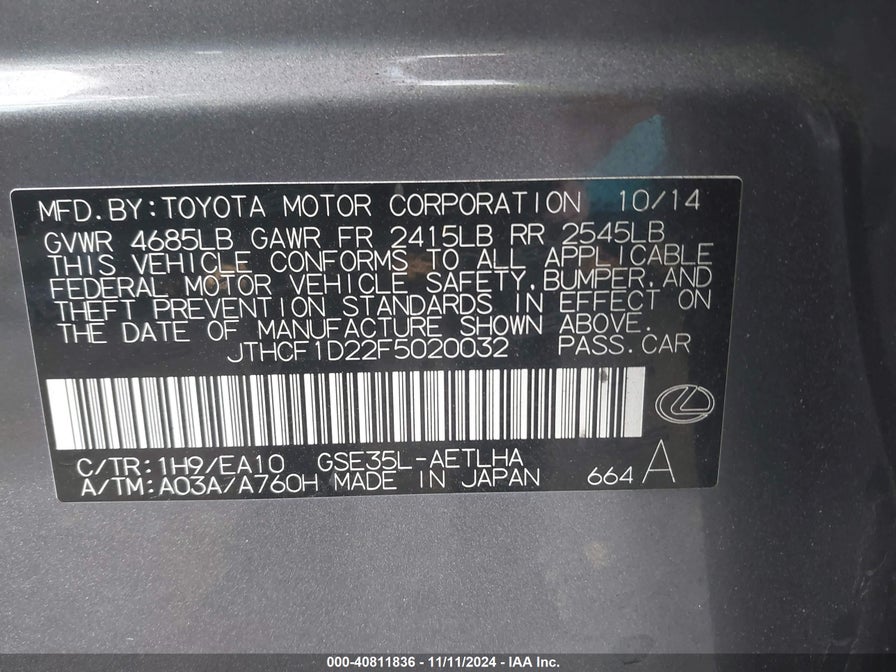 MFD.BY:TOYOTA MOTOR CORPORATION 10/14
GVWR 4685LB GAWR FR 2415LB RR 2545LB
THIS VEHICLE CONFORMS TO ALL APPLICABLE
FEDERAL MOTOR VEHICLE SAFETY,BUMPER,AND
THEFT PREVENTION STANDARDS IN EFFECT ON
THE DATE OF MANUFACTURE SHOWN ABOVE.
JTHCF1D22F5020032 PASS.CAR
C/TR:1H9/EA10 GSE35L-AETLHA
A/TM:A03A/A760H MADE IN JAPAN 664 A
000-40811836 - 11/11/2024 - IAA Inc.